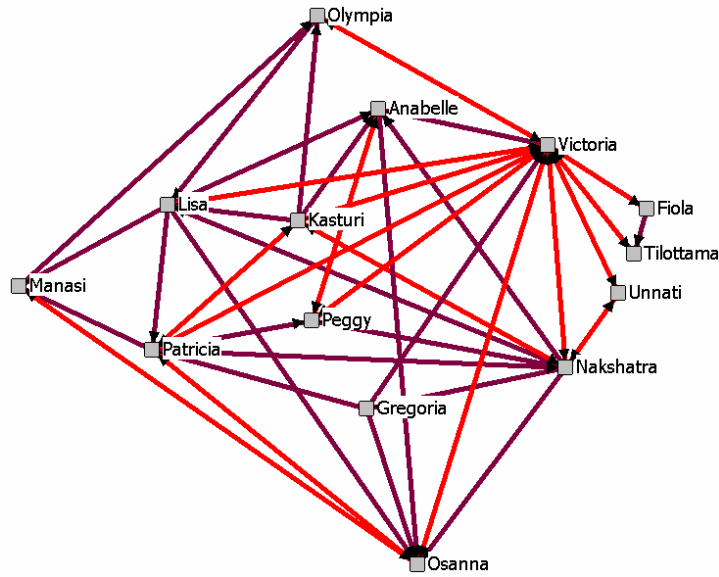 Olympia
Anabelle
Victoria
Lisa
Fiola
Kasturi
Tilottama
Manasi
Unnati
Peggy
Patricia
Nakshatra
Gregoria
Osanna